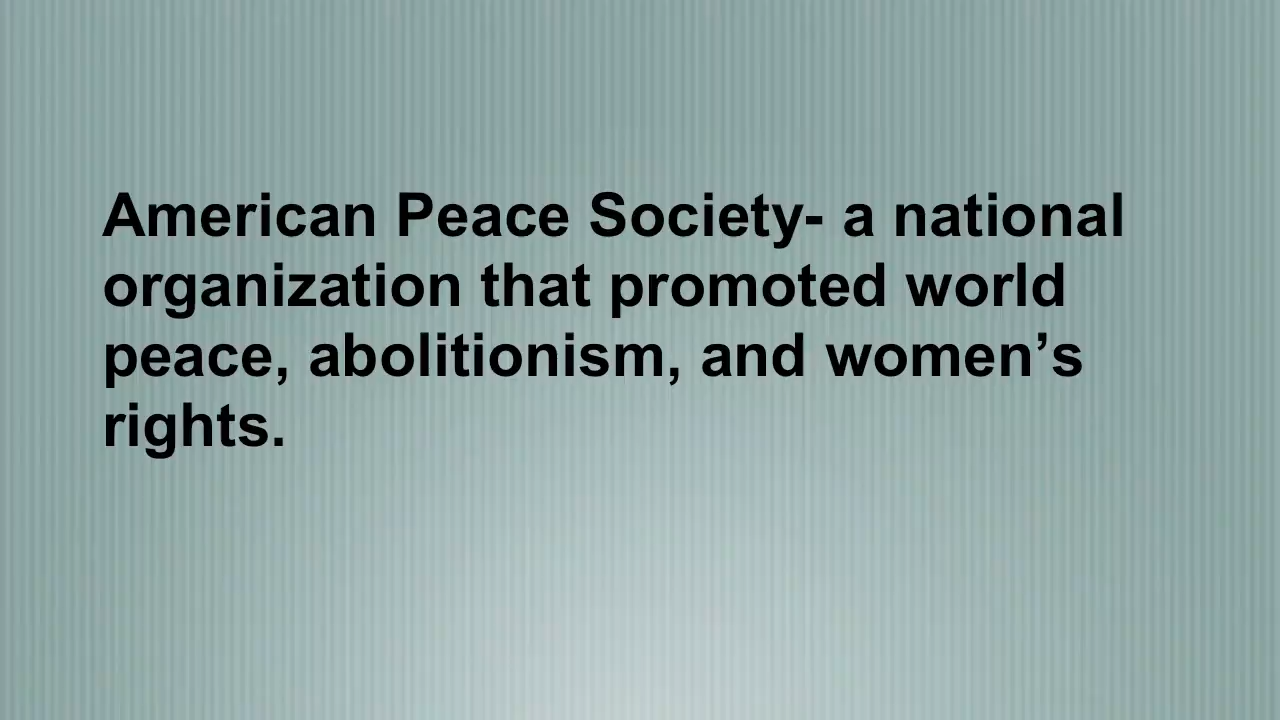 American Peace Society- a national
organization that promoted world
peace, abolitionism, and women’s
rights.